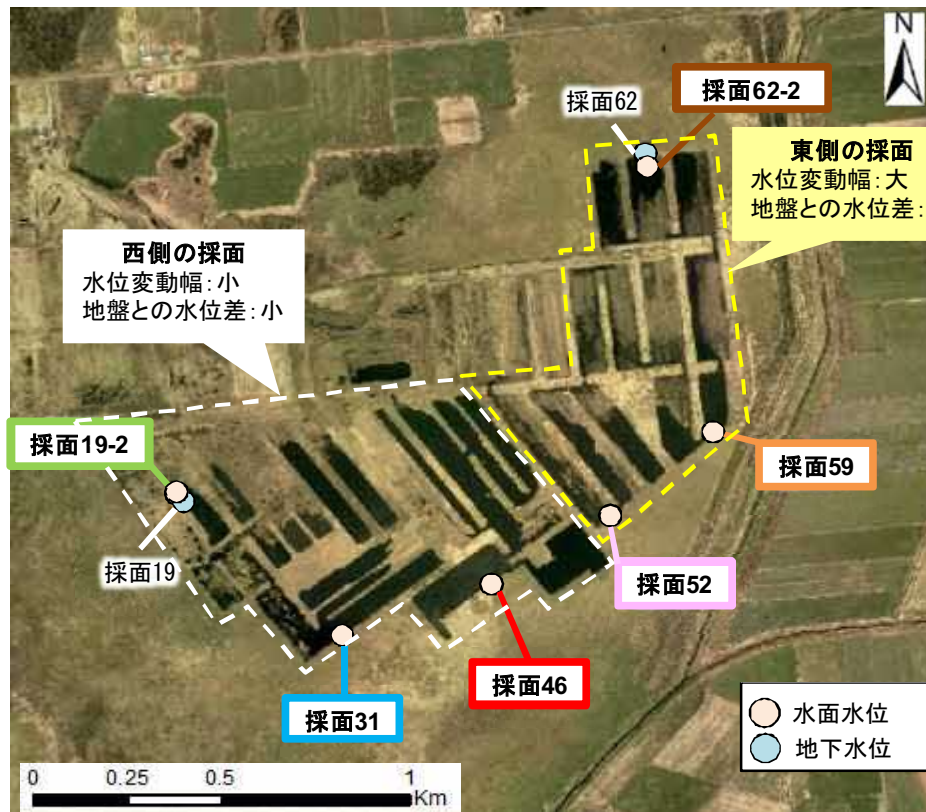 N
採面62
採面62-2
東側の採面
水位変動幅：大
地盤との水位差：
西側の採面
水位変動幅：小
地盤との水位差：小
採面19-2
採面59
採面19
採面52
採面46
採面31
水面水位
地下水位
0 0.25 0.5 1
Km